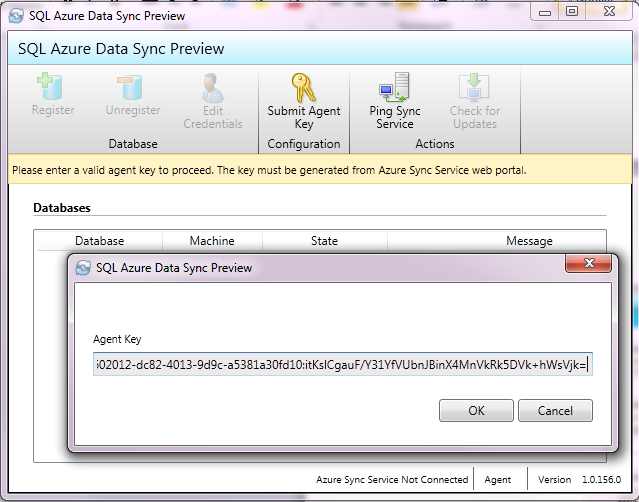 SQL Azure Data Sync Preview
SQL Azure Data Sync Preview
Register
Unregister
Edit
Credentials
Submit Agent
Key
Ping Sync
Service
Check for
Updates
Database
Configuration
Actions
Please enter a valid agent key to proceed. The key must be generated from Azure Sync Service web portal.
Databases
Database Machine State Message
SQL Azure Data Sync Preview
Agent Key
602012-dc82-4013-9d9c-a5381a30fd10:itKslCgauF/Y31YfVUbnJBinX4MnVkRk5DVk+hWsVjk=
OK Cancel
Azure Sync Service Not Connected Agent Version 1.0.156.0